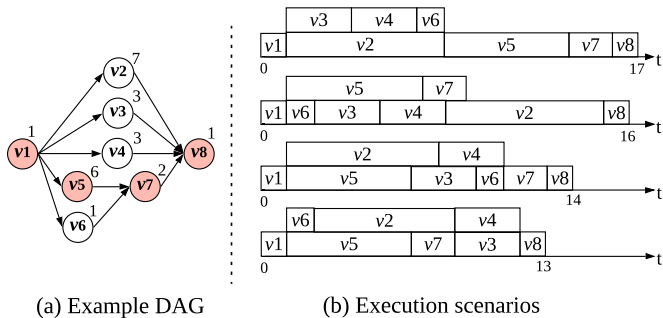 7
v2
3
v3
1
v1
3
v4
1
v8
6
v5
2
v7
1
v6
(a) Example DAG
v3 v4 v6
v1 v2 v5 v7 v8
0 17 t
v5 v7
v1 v6 v3 v4 v2 v8
0 16 t
v2 v4
v1 v5 v3 v6 v7 v8
0 14 t
v6 v2 v4
v1 v5 v7 v3 v8
0 13 t
(b) Execution scenarios